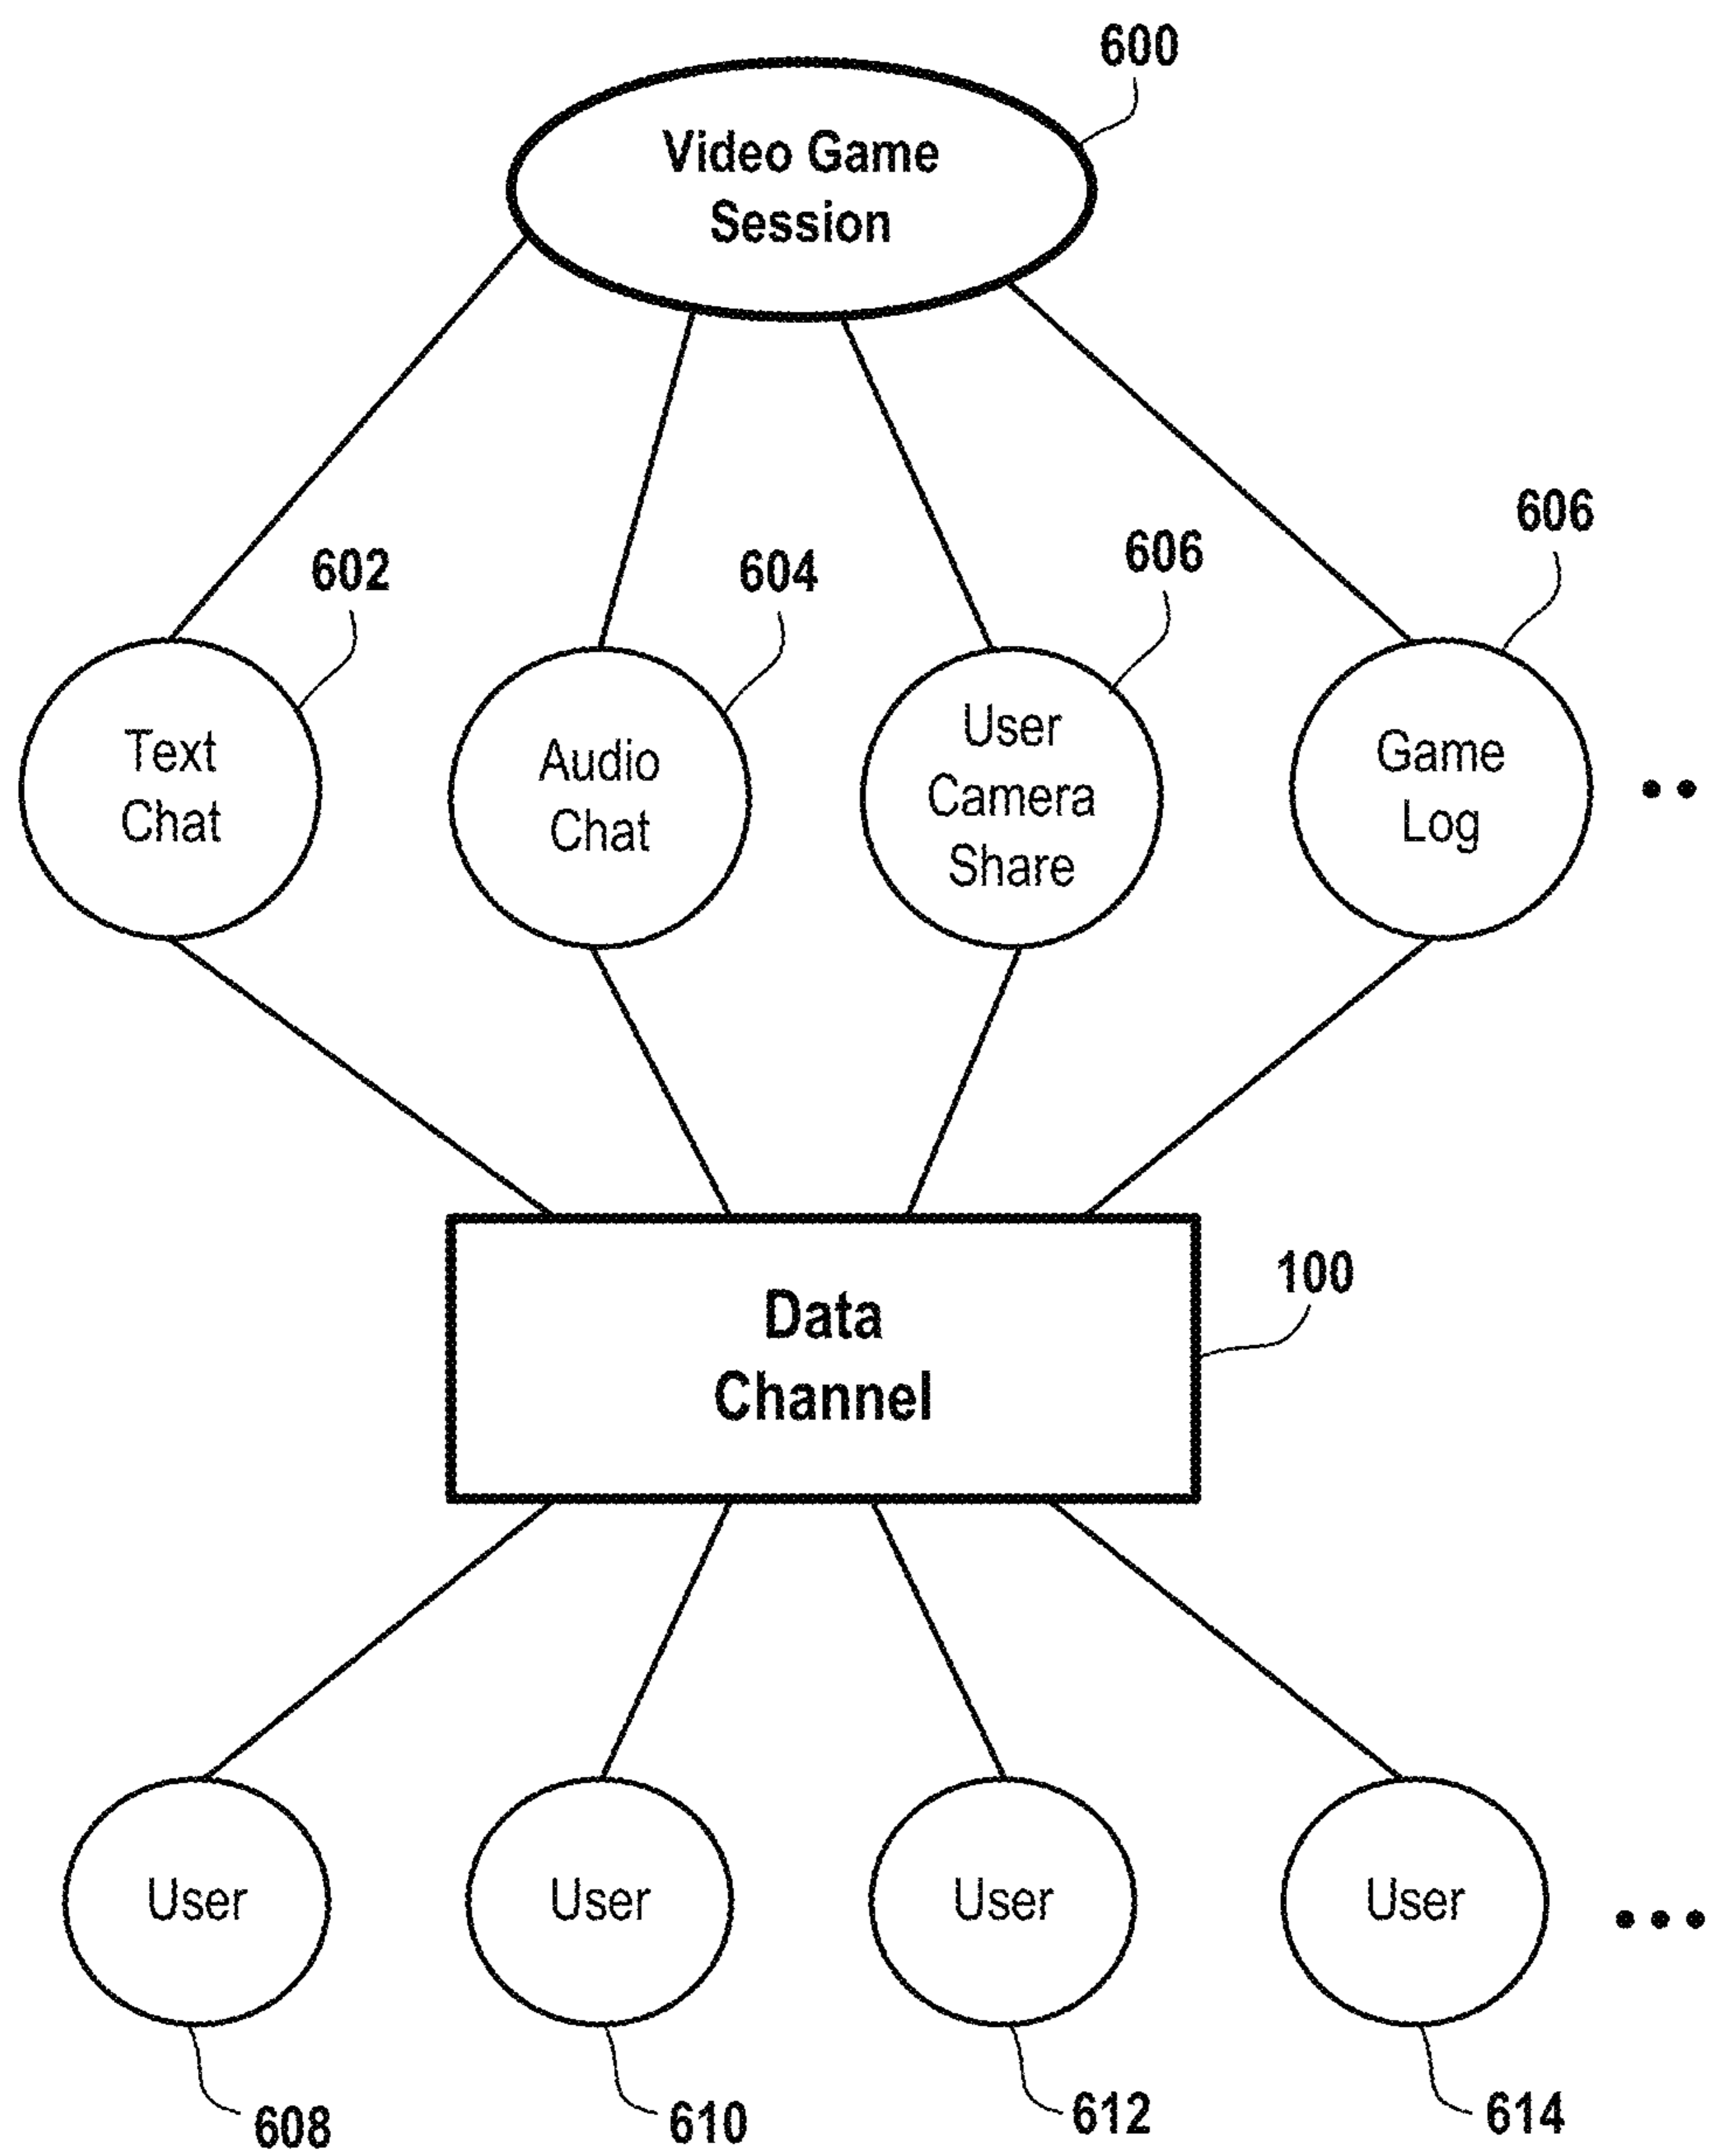 600
Video Game
Session
602
604
606
606
Text
Chat
Audio
Chat
User
Camera
Share
Game
Log
100
Data
Channel
User
User
User
User
608
610
612
614